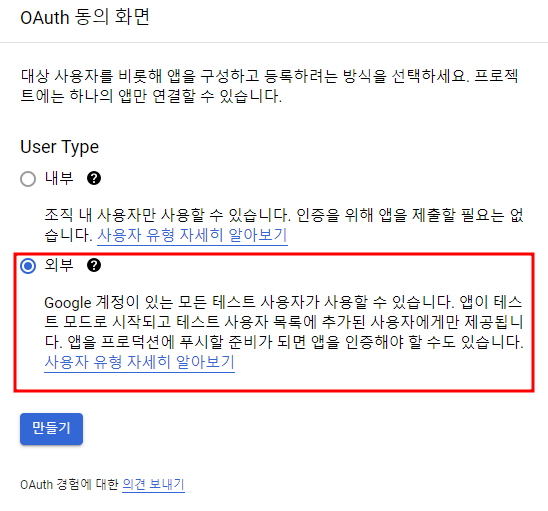 OAuth 동의 화면
대상 사용자를 비롯해 앱을 구성하고 등록하려는 방식을 선택하세요. 프로젝
트에는 하나의 앱만 연결할 수 있습니다.
User Type
내부 ?
조직 내 사용자만 사용할 수 있습니다. 인증을 위해 앱을 제출할 필요는 없
습니다. 사용자 유형 자세히 알아보기
외부 ?
Google 계정이 있는 모든 테스트 사용자가 사용할 수 있습니다. 앱이 테스
트 모드로 시작되고 테스트 사용자 목록에 추가된 사용자에게만 제공됩니
다. 앱을 프로덕션에 푸시할 준비가 되면 앱을 인증해야 할 수도 있습니다.
사용자 유형 자세히 알아보기
만들기
OAuth 경험에 대한 의견 보내기